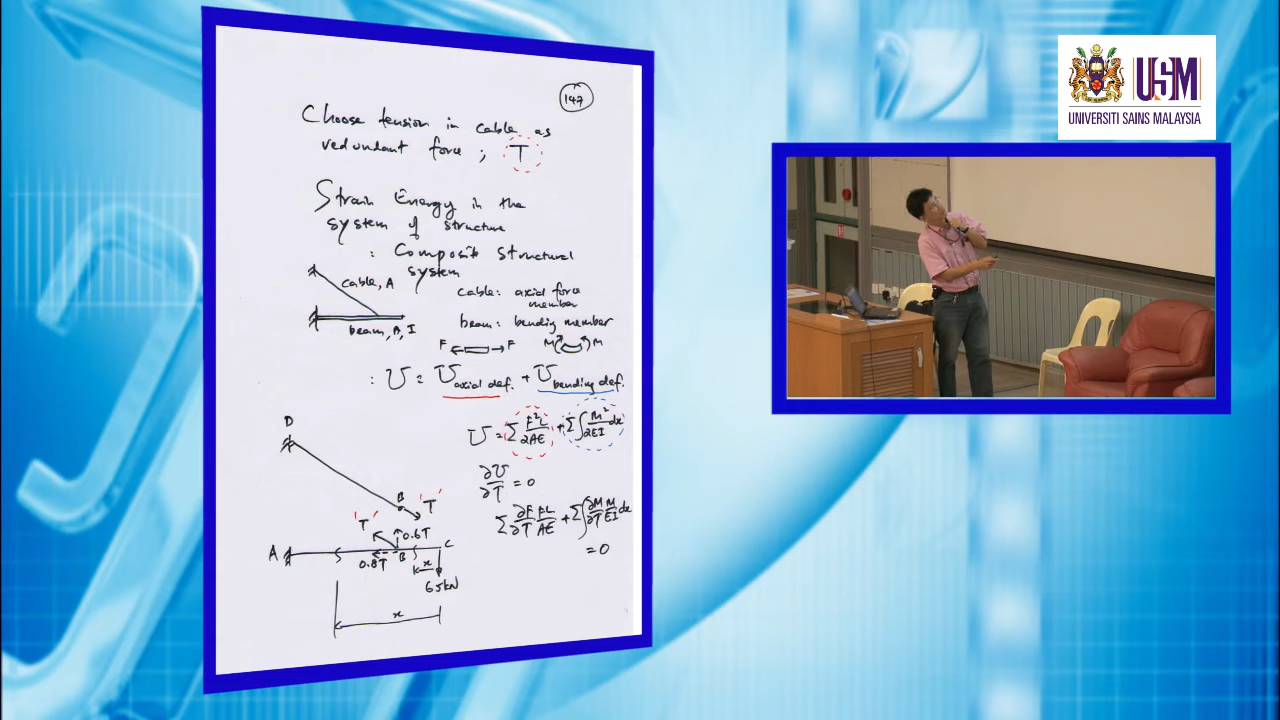 147
Choose tension in cable as
redundant force ; T
Strain Energy in the
system of structure
: Composite structural
system
cable, A
cable: axial force
member
beam, A, I
beam: bending member
F F M M
: U = U axial def. + U bending def.
D
U = Σ F²L/2AE + Σ∫ M²/2EI dx
∂U/∂T = 0
B T
Σ ∂F/∂T FL/AE + Σ∫ ∂M/∂T M/EI dx
= 0
T 0.6T
A B C
0.8T x
65kN
x
USM
UNIVERSITI SAINS MALAYSIA